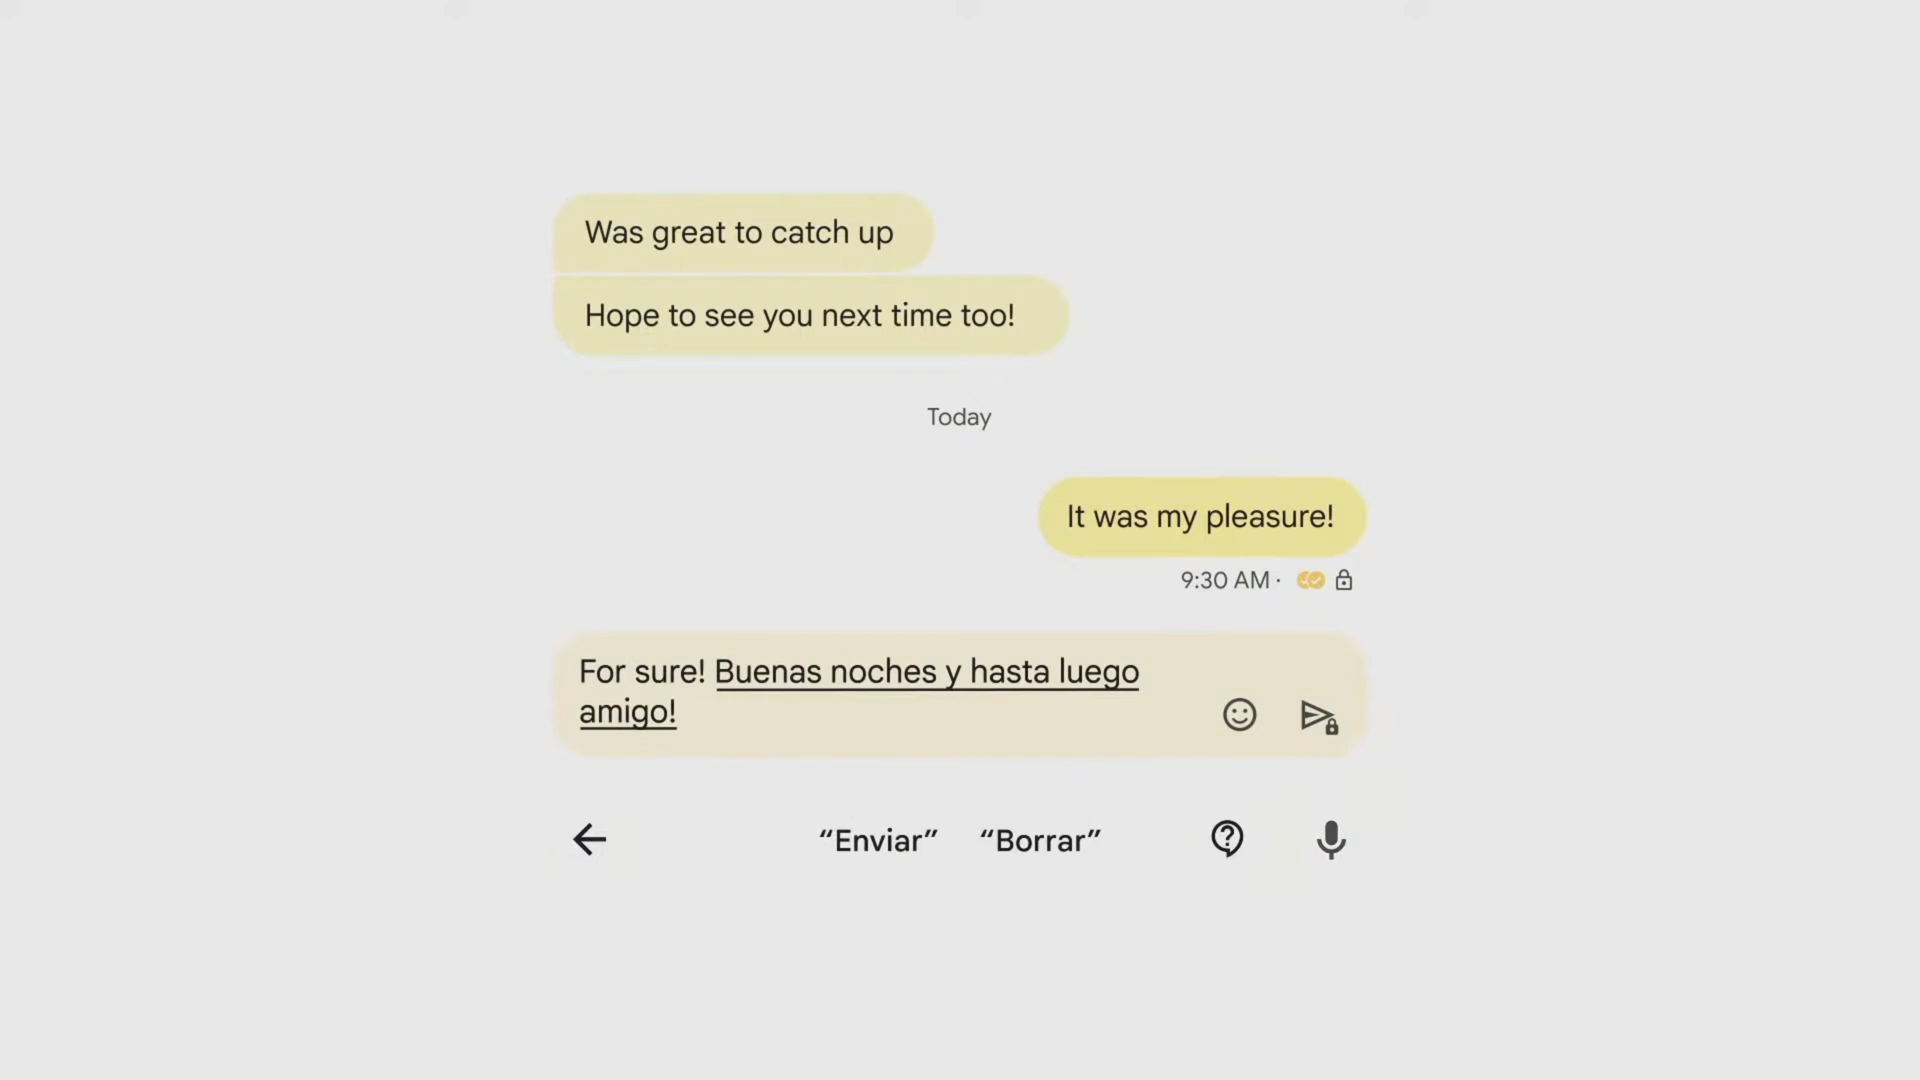 Was great to catch up
Hope to see you next time too!
Today
It was my pleasure!
9:30 AM ·
For sure! Buenas noches y hasta luego
amigo!
“Enviar” “Borrar”